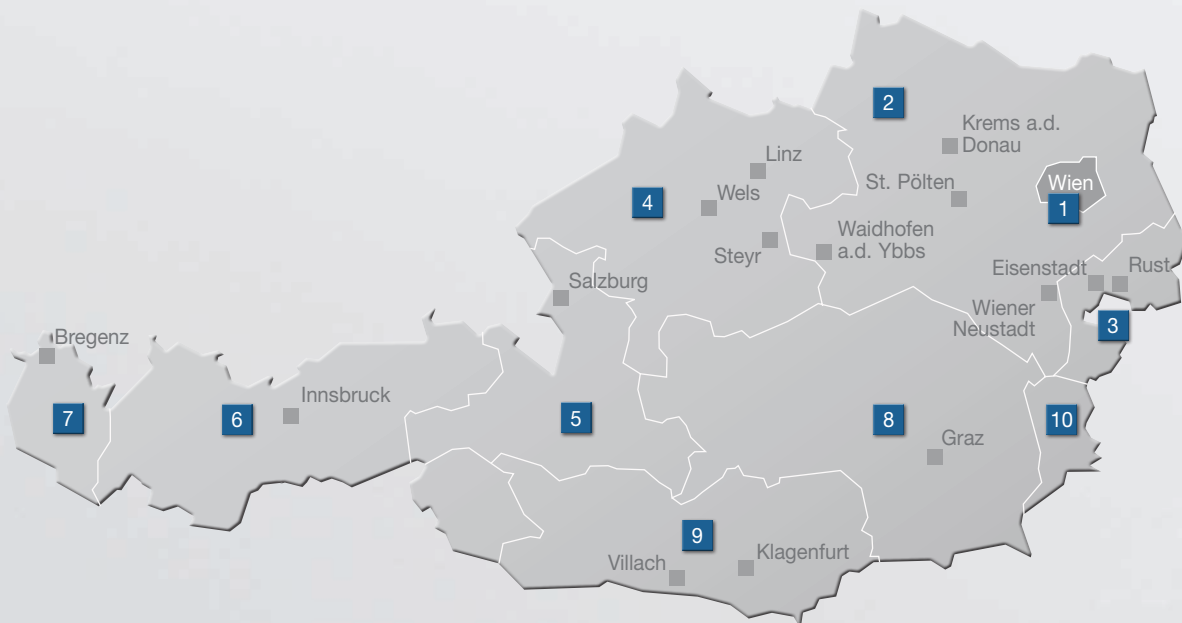 2
Krems a.d.
Donau
Linz
Wien
St. Pölten
Wels
4
1
Waidhofen
a.d. Ybbs
Steyr
Eisenstadt
Rust
Salzburg
Wiener
Neustadt
3
Bregenz
Innsbruck
7
6
5
8
10
Graz
9
Villach
Klagenfurt